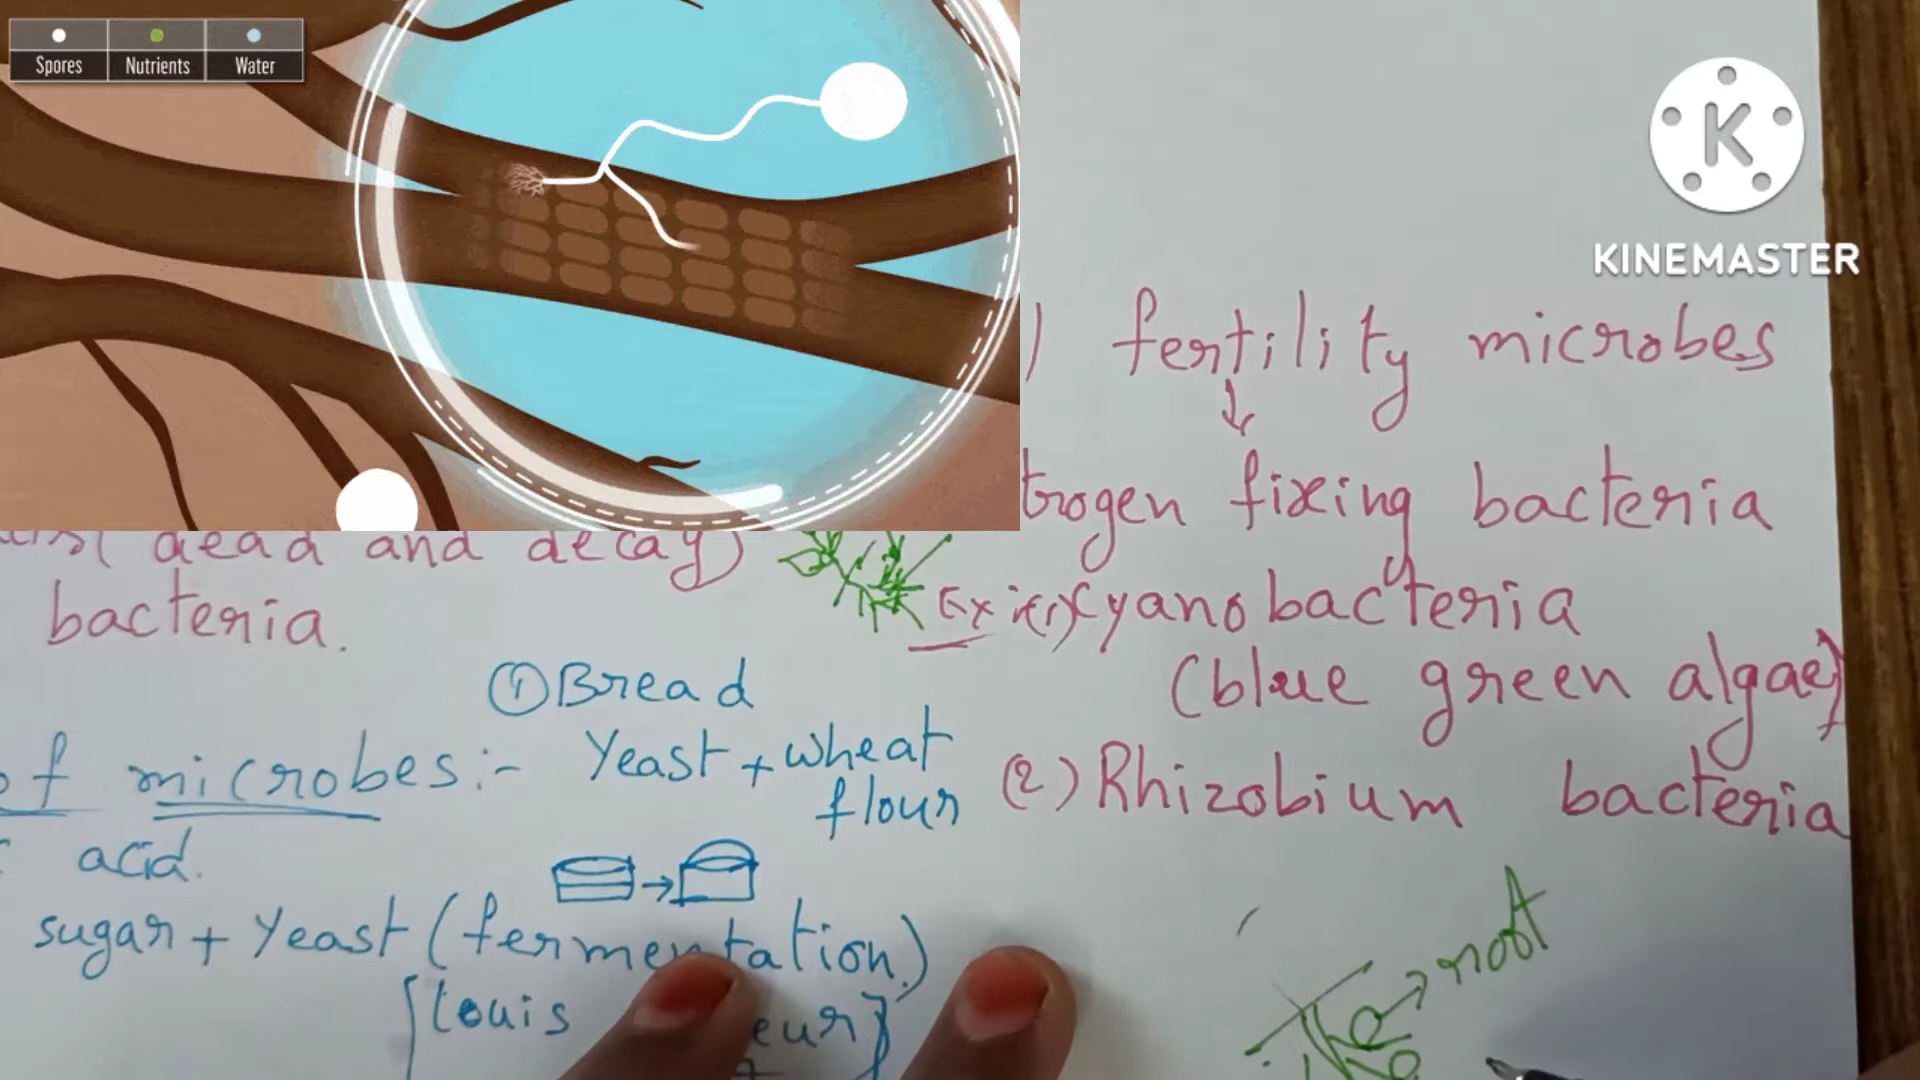 Spores Nutrients Water
K
KINEMASTER
) fertility microbes
trogen fixing bacteria
Ex
Cyanobacteria
(blue green algae)
(2) Rhizobium bacteria
root
dead and decay)
bacteria.
① Bread
Yeast + wheat
flour
of microbes:-
acid.
sugar + Yeast (fermentation)
[Louis eur}